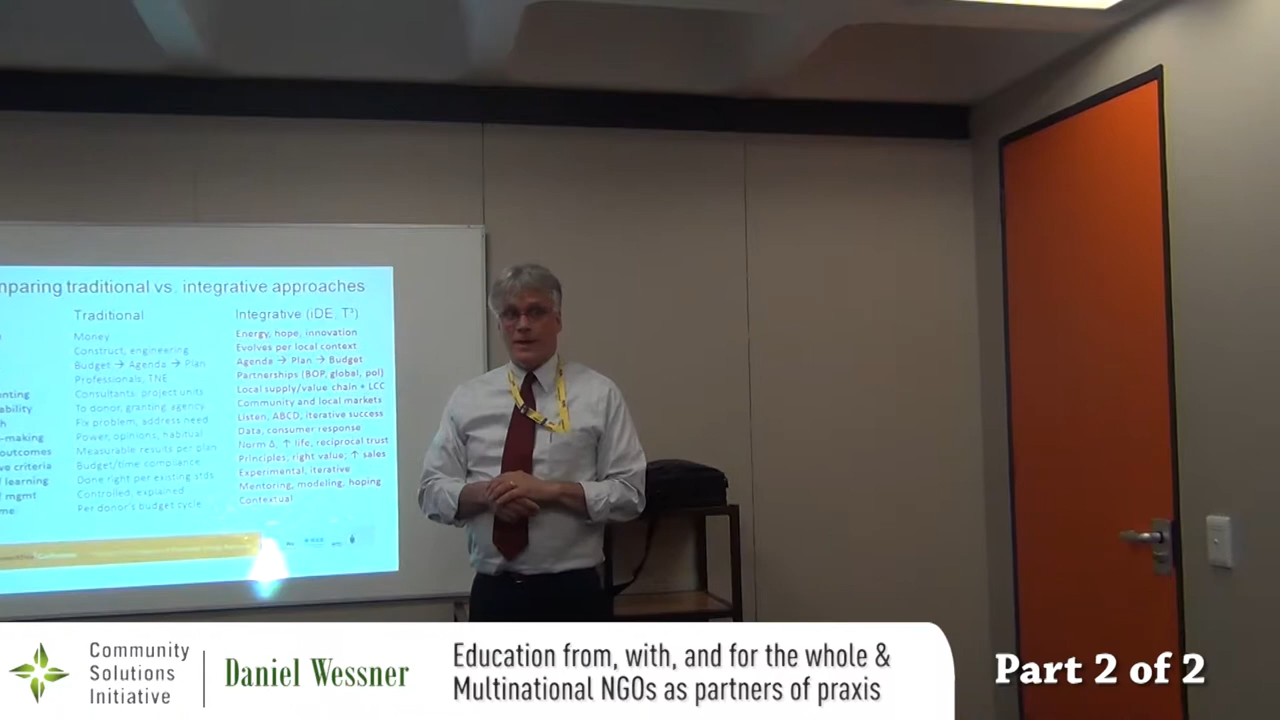 mparing traditional vs. integrative approaches
Traditional
Money
Construct, engineering
Budget → Agenda → Plan
Professionals, TNE
Consultants, project units
To donor, granting agency
Fix problem, address need
Power, opinions, habitual
Measurable results per plan
Budget/time compliance
Done right per existing stds
Controlled, explained
Per donor's budget cycle
Integrative (iDE, T³)
Energy, hope, innovation
Evolves per local context
Agenda → Plan → Budget
Partnerships (BOP, global, pol)
Local supply/value chain + LCC
Community and local markets
Listen, ABCD, iterative success
Data, consumer response
Norm Δ, ↑ life, reciprocal trust
Principles, right value, ↑ sales
Experimental, iterative
Mentoring, modeling, hoping
Contextual
nting
ability
h
-making
outcomes
ve criteria
learning
mgmt
me
Community
Solutions
Initiative
Daniel Wessner
Education from, with, and for the whole &
Multinational NGOs as partners of praxis
Part 2 of 2